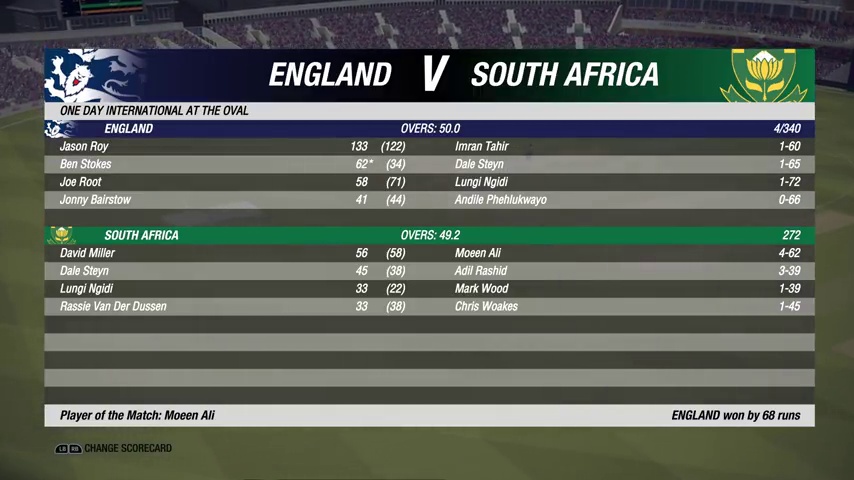 ENGLAND V SOUTH AFRICA
ONE DAY INTERNATIONAL AT THE OVAL
ENGLAND OVERS: 50.0 4/340
Jason Roy 133 (122) Imran Tahir 1-60
Ben Stokes 62* (34) Dale Steyn 1-65
Joe Root 58 (71) Lungi Ngidi 1-72
Jonny Bairstow 41 (44) Andile Phehlukwayo 0-66
SOUTH AFRICA OVERS: 49.2 272
David Miller 56 (58) Moeen Ali 4-62
Dale Steyn 45 (38) Adil Rashid 3-39
Lungi Ngidi 33 (22) Mark Wood 1-39
Rassie Van Der Dussen 33 (38) Chris Woakes 1-45
Player of the Match: Moeen Ali ENGLAND won by 68 runs
LB RB CHANGE SCORECARD